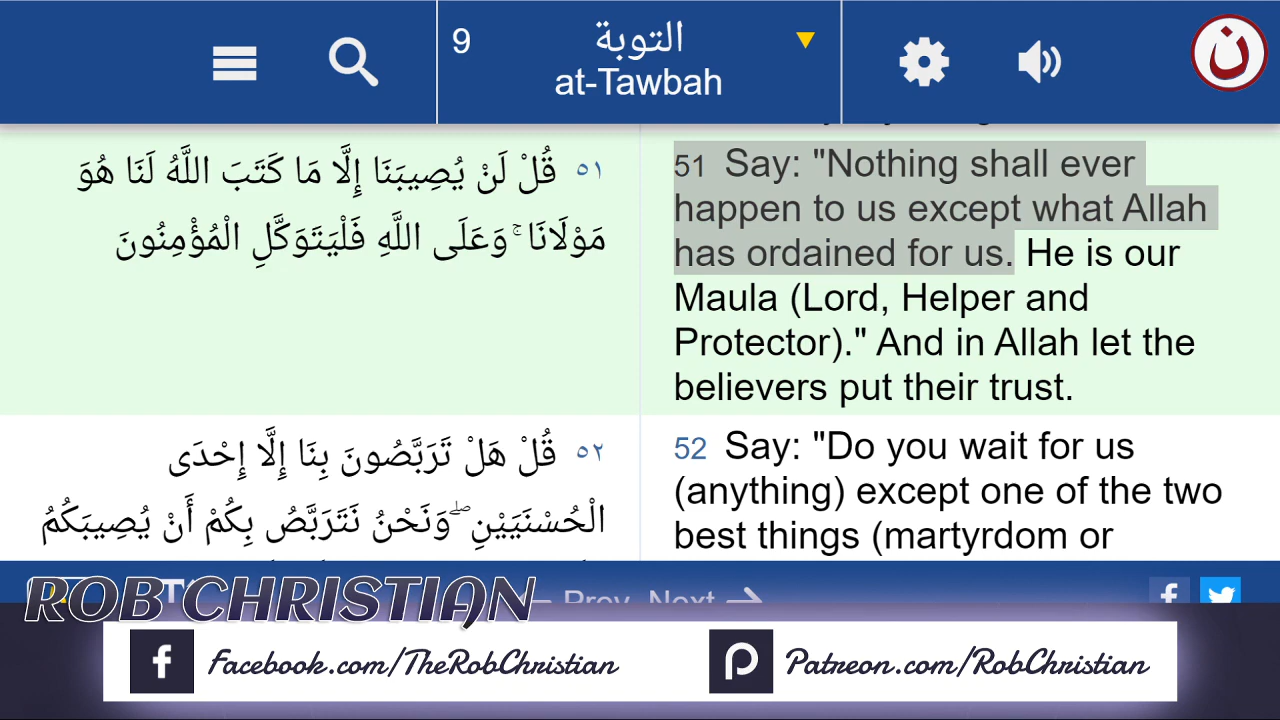 9
التوبة
at-Tawbah
ن
٥١ قُلْ لَنْ يُصِيبَنَا إِلَّا مَا كَتَبَ اللَّهُ لَنَا هُوَ
مَوْلَانَا ۚ وَعَلَى اللَّهِ فَلْيَتَوَكَّلِ الْمُؤْمِنُونَ
51 Say: "Nothing shall ever
happen to us except what Allah
has ordained for us. He is our
Maula (Lord, Helper and
Protector)." And in Allah let the
believers put their trust.
٥٢ قُلْ هَلْ تَرَبَّصُونَ بِنَا إِلَّا إِحْدَى
الْحُسْنَيَيْنِ ۖ وَنَحْنُ نَتَرَبَّصُ بِكُمْ أَنْ يُصِيبَكُمُ
52 Say: "Do you wait for us
(anything) except one of the two
best things (martyrdom or
ROB CHRISTIAN
← Prev Next →
Facebook.com/TheRobChristian
Patreon.com/RobChristian